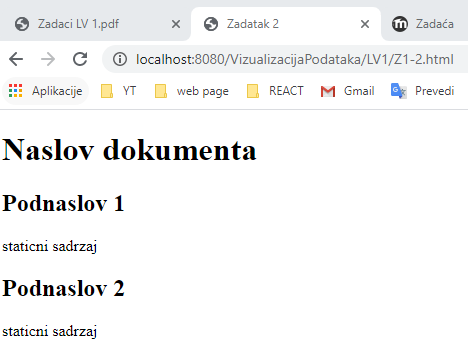 Zadaci LV 1.pdf Zadatak 2 Zadaća
localhost:8080/VizualizacijaPodataka/LV1/Z1-2.html
Aplikacije YT web page REACT Gmail Prevedi
Naslov dokumenta
Podnaslov 1
staticni sadrzaj
Podnaslov 2
staticni sadrzaj